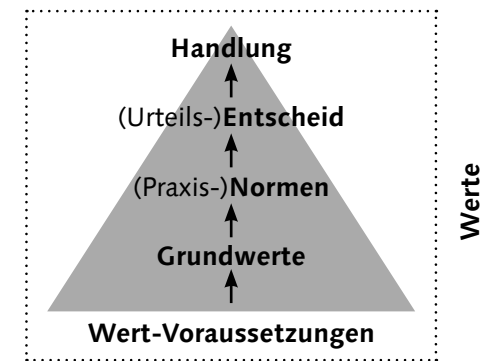 Handlung
(Urteils-)Entscheid
(Praxis-)Normen
Grundwerte
Wert-Voraussetzungen
Werte